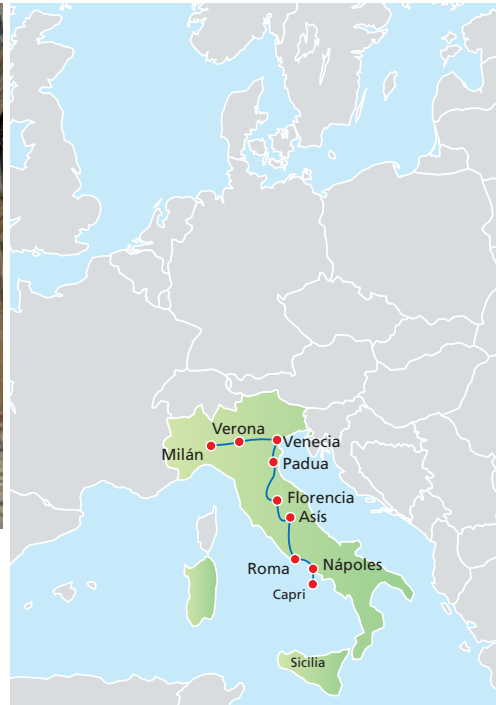 Verona
Venecia
Milán
Padua
Florencia
Asís
Roma
Nápoles
Capri
Sicilia